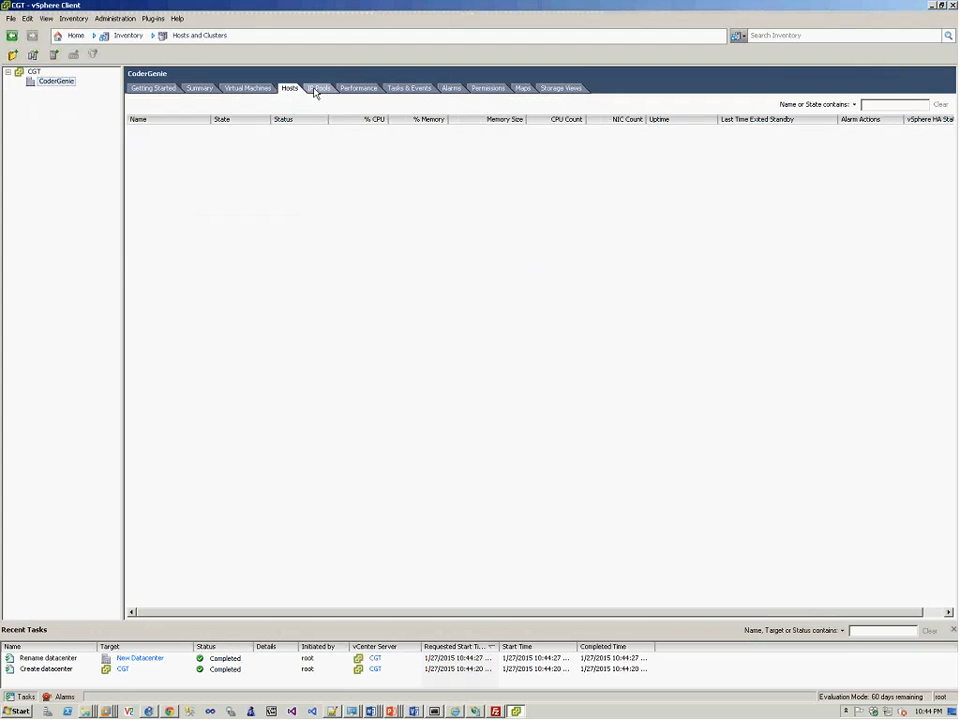 CGT - vSphere Client
File Edit View Inventory Administration Plug-ins Help
Home Inventory Hosts and Clusters Search Inventory
CGT
CoderGenie
CoderGenie
Getting Started Summary Virtual Machines Hosts IP Pools Performance Tasks & Events Alarms Permissions Maps Storage Views
Name or State contains: Clear
Name State Status % CPU % Memory Memory Size CPU Count NIC Count Uptime Last Time Exited Standby Alarm Actions vSphere HA Stat
Recent Tasks Name, Target or Status contains: Clear
Name Target Status Details Initiated by vCenter Server Requested Start Ti... Start Time Completed Time
Rename datacenter New Datacenter Completed root CGT 1/27/2015 10:44:27 ... 1/27/2015 10:44:27 ... 1/27/2015 10:44:27 ...
Create datacenter CGT Completed root CGT 1/27/2015 10:44:20 ... 1/27/2015 10:44:20 ... 1/27/2015 10:44:20 ...
Tasks Alarms Evaluation Mode: 60 days remaining root
Start 10:44 PM